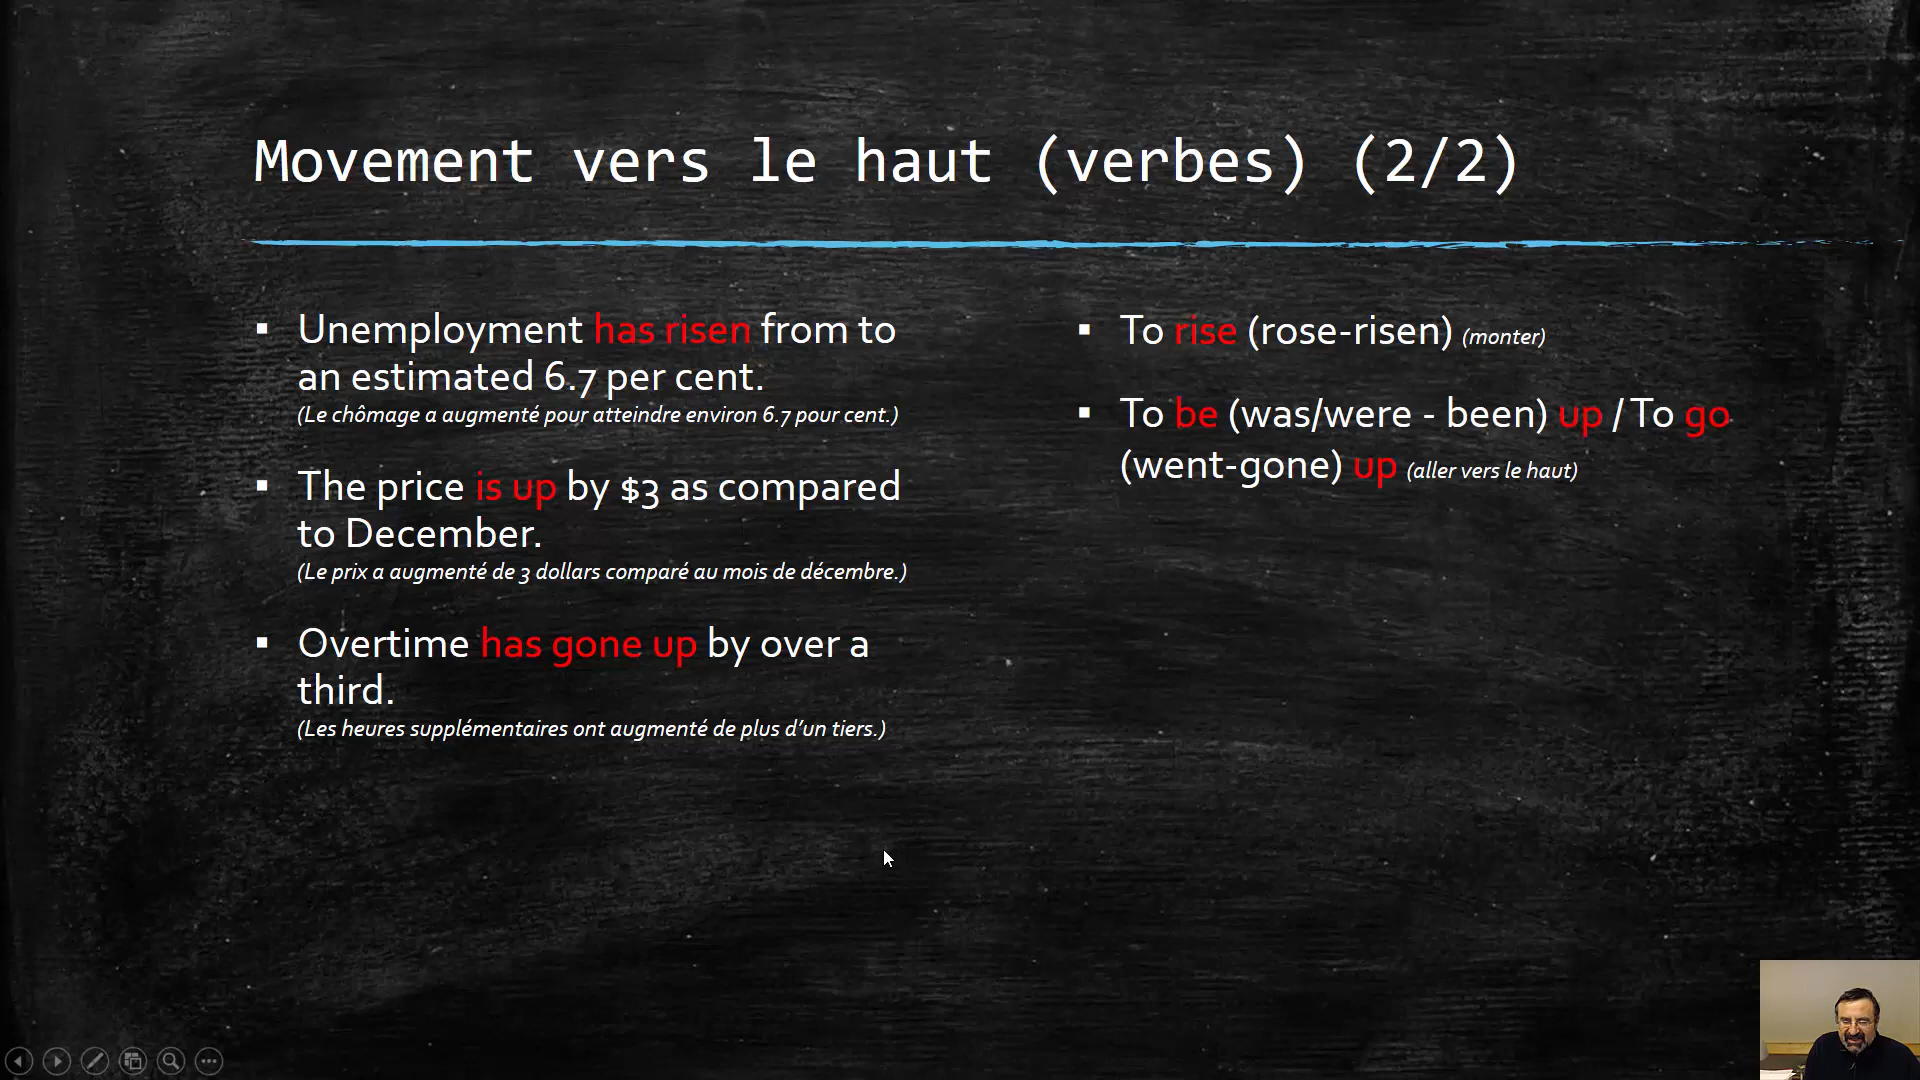 Movement vers le haut (verbes) (2/2)
▪ Unemployment has risen from to
an estimated 6.7 per cent.
(Le chômage a augmenté pour atteindre environ 6.7 pour cent.)
▪ The price is up by $3 as compared
to December.
(Le prix a augmenté de 3 dollars comparé au mois de décembre.)
▪ Overtime has gone up by over a
third.
(Les heures supplémentaires ont augmenté de plus d’un tiers.)
▪ To rise (rose-risen) (monter)
▪ To be (was/were - been) up / To go
(went-gone) up (aller vers le haut)